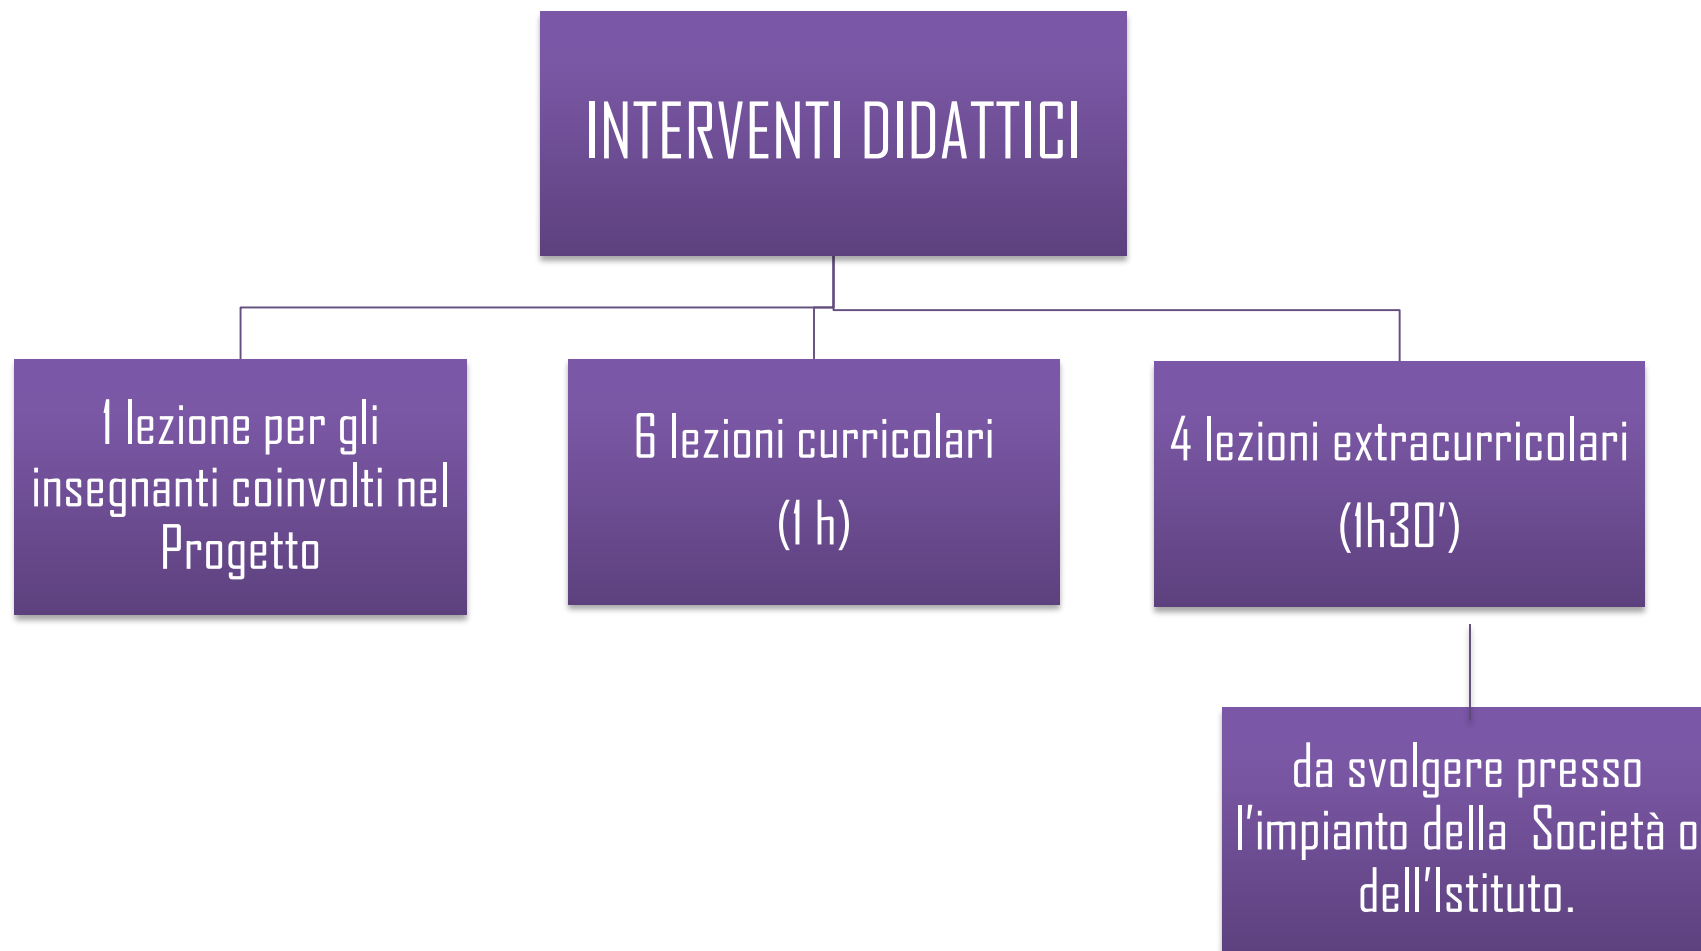 INTERVENTI DIDATTICI
1 lezione per gli
insegnanti coinvolti nel
Progetto
6 lezioni curricolari
(1 h)
4 lezioni extracurricolari
(1h30')
da svolgere presso
l'impianto della Società o
dell'Istituto.